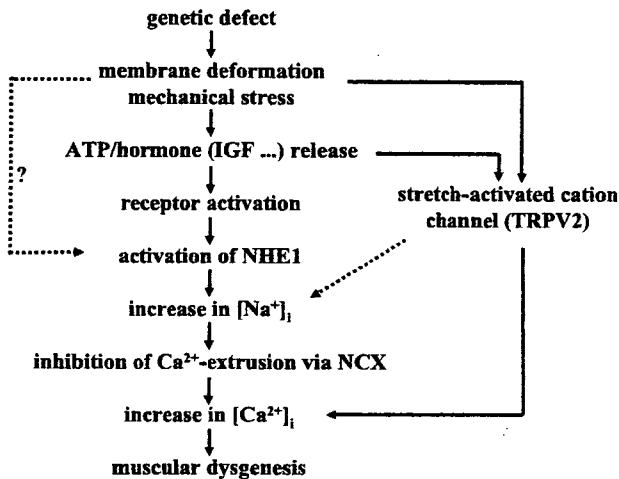 genetic defect
membrane deformation
mechanical stress
ATP/hormone (IGF ...) release
?
receptor activation
stretch-activated cation
channel (TRPV2)
activation of NHE1
increase in [Na⁺]ᵢ
inhibition of Ca²⁺-extrusion via NCX
increase in [Ca²⁺]ᵢ
muscular dysgenesis